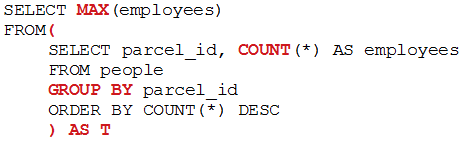 SELECT MAX(employees)
FROM(
SELECT parcel_id, COUNT(*) AS employees
FROM people
GROUP BY parcel_id
ORDER BY COUNT(*) DESC
) AS T